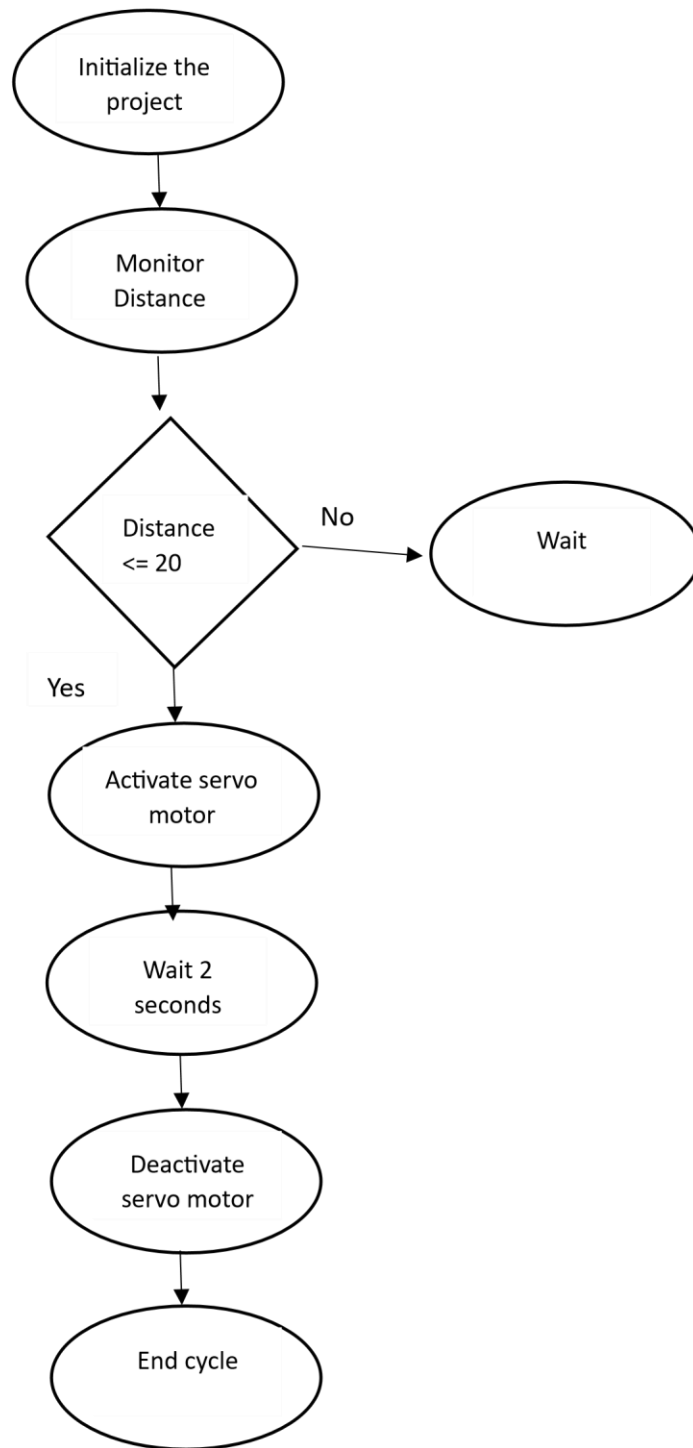 Initialize the
project
Monitor
Distance
Distance
<= 20
No
Wait
Yes
Activate servo
motor
Wait 2
seconds
Deactivate
servo motor
End cycle